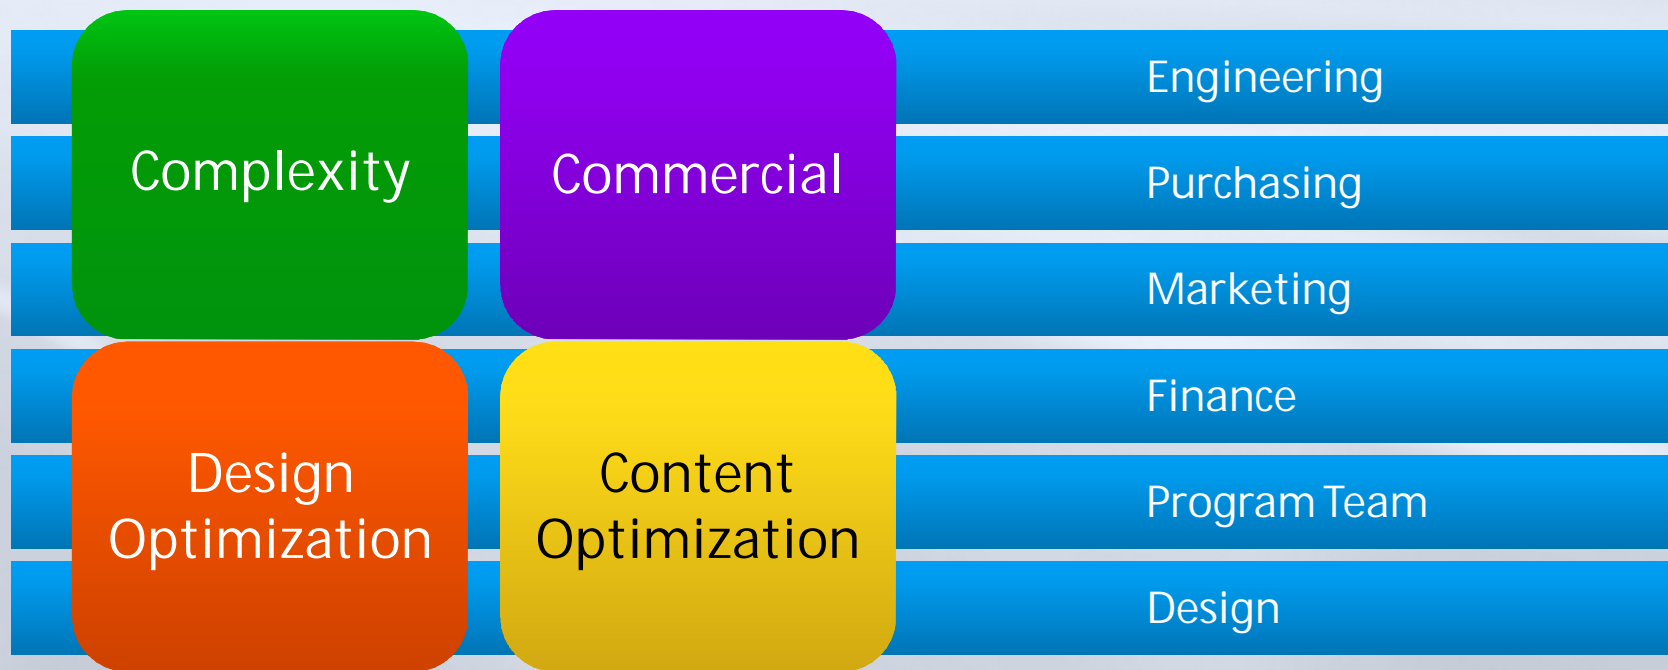 Complexity
Commercial
Design
Optimization
Content
Optimization
Engineering
Purchasing
Marketing
Finance
Program Team
Design